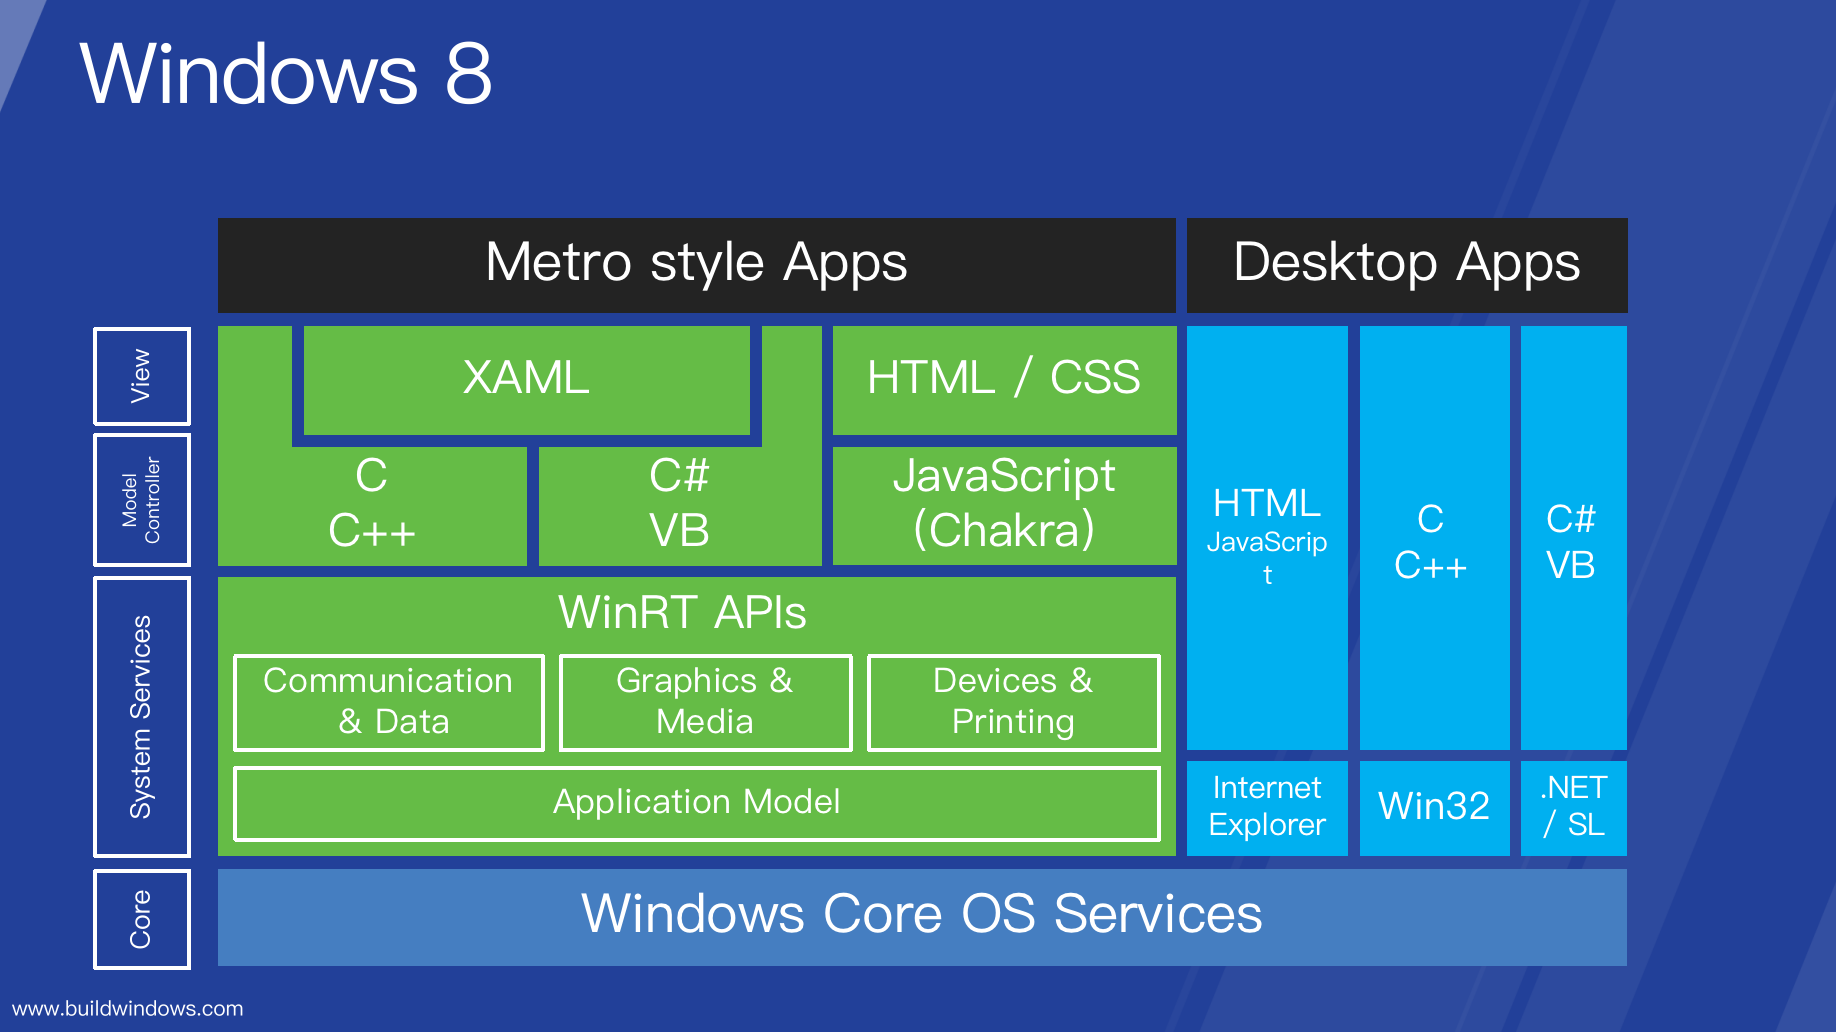 Windows 8
Metro style Apps
Desktop Apps
View
XAML
HTML / CSS
Model
Controller
C
C++
C#
VB
JavaScript
(Chakra)
HTML
JavaScrip
t
C
C++
C#
VB
System Services
WinRT APIs
Communication
& Data
Graphics &
Media
Devices &
Printing
Application Model
Internet
Explorer
Win32
.NET
/ SL
Core
Windows Core OS Services
www.buildwindows.com